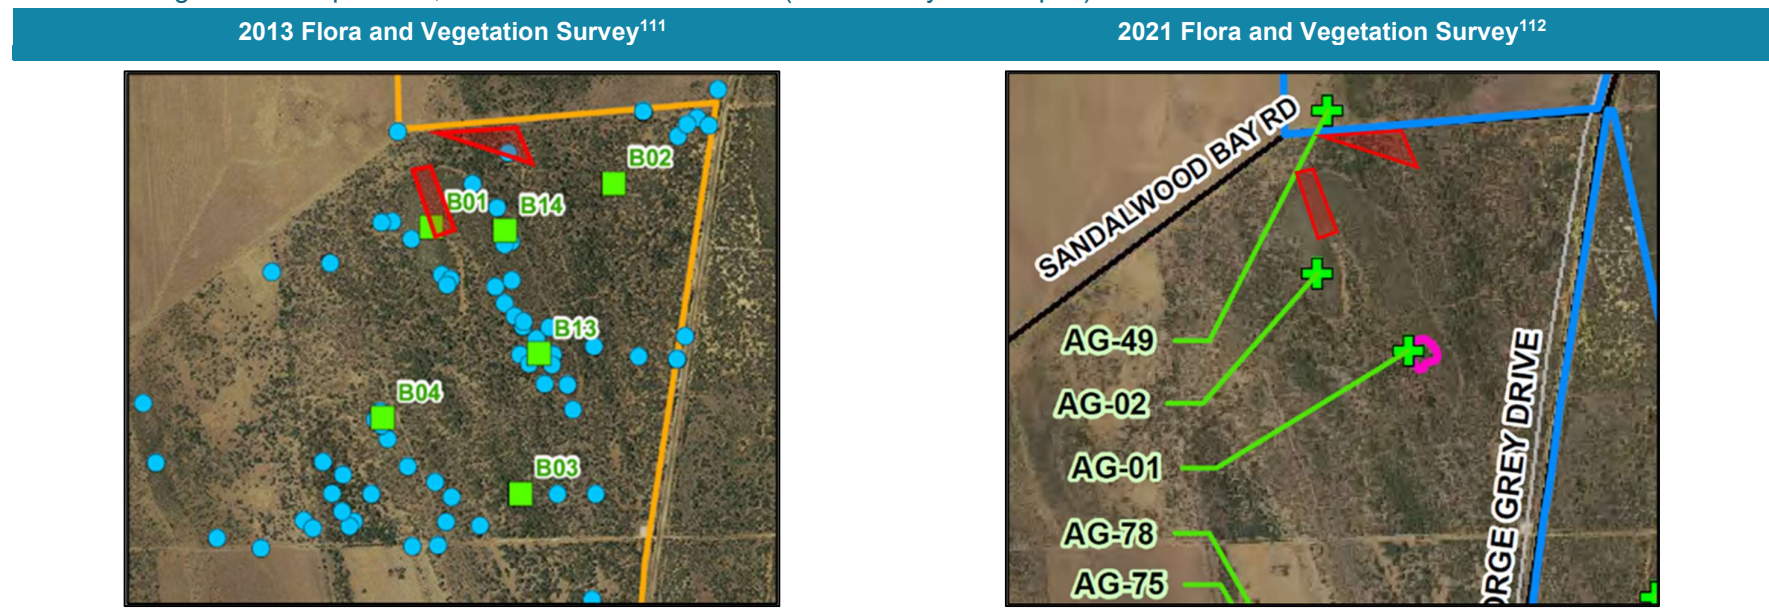 2013 Flora and Vegetation Survey111
2021 Flora and Vegetation Survey112
B02
B01
B14
B13
B04
B03
SANDALWOOD BAY RD
AG-49
AG-02
AG-01
AG-78
AG-75
ORGE GREY DRIVE